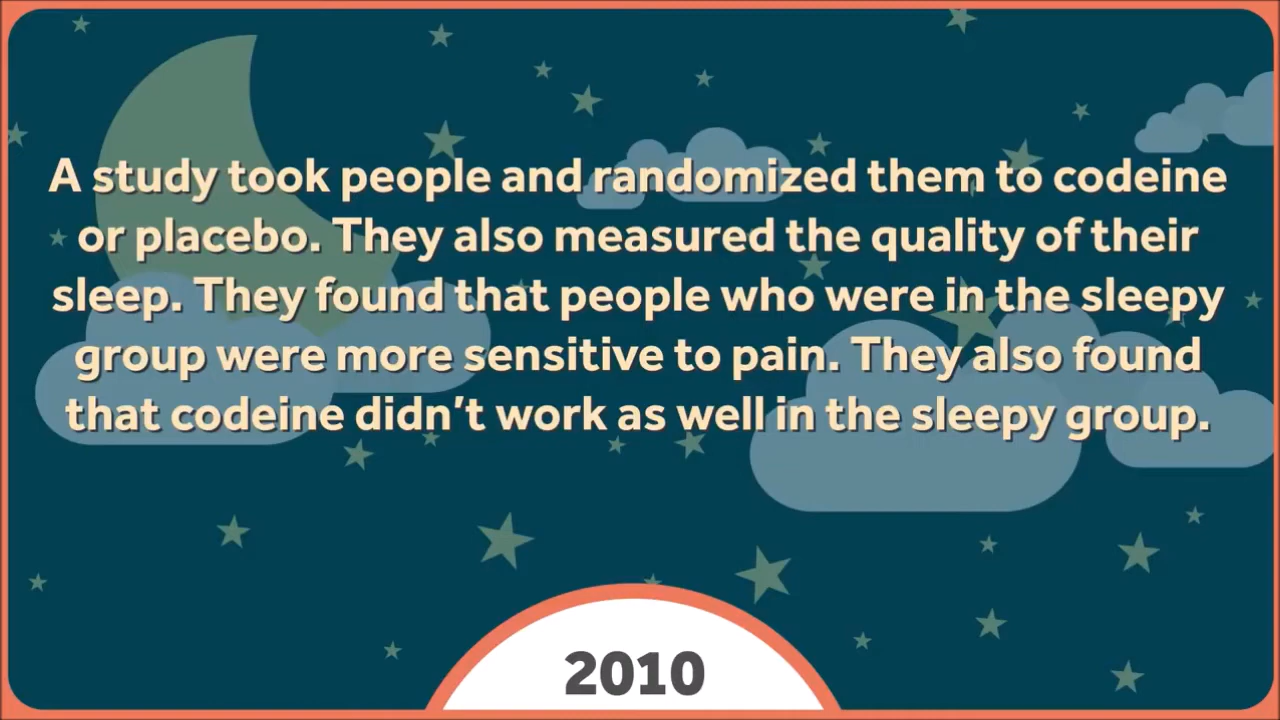 A study took people and randomized them to codeine
or placebo. They also measured the quality of their
sleep. They found that people who were in the sleepy
group were more sensitive to pain. They also found
that codeine didn't work as well in the sleepy group.
2010